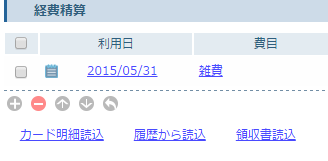 経費精算
利用日 費目
2015/05/31 雑費
カード明細読込 履歴から読込 領収書読込